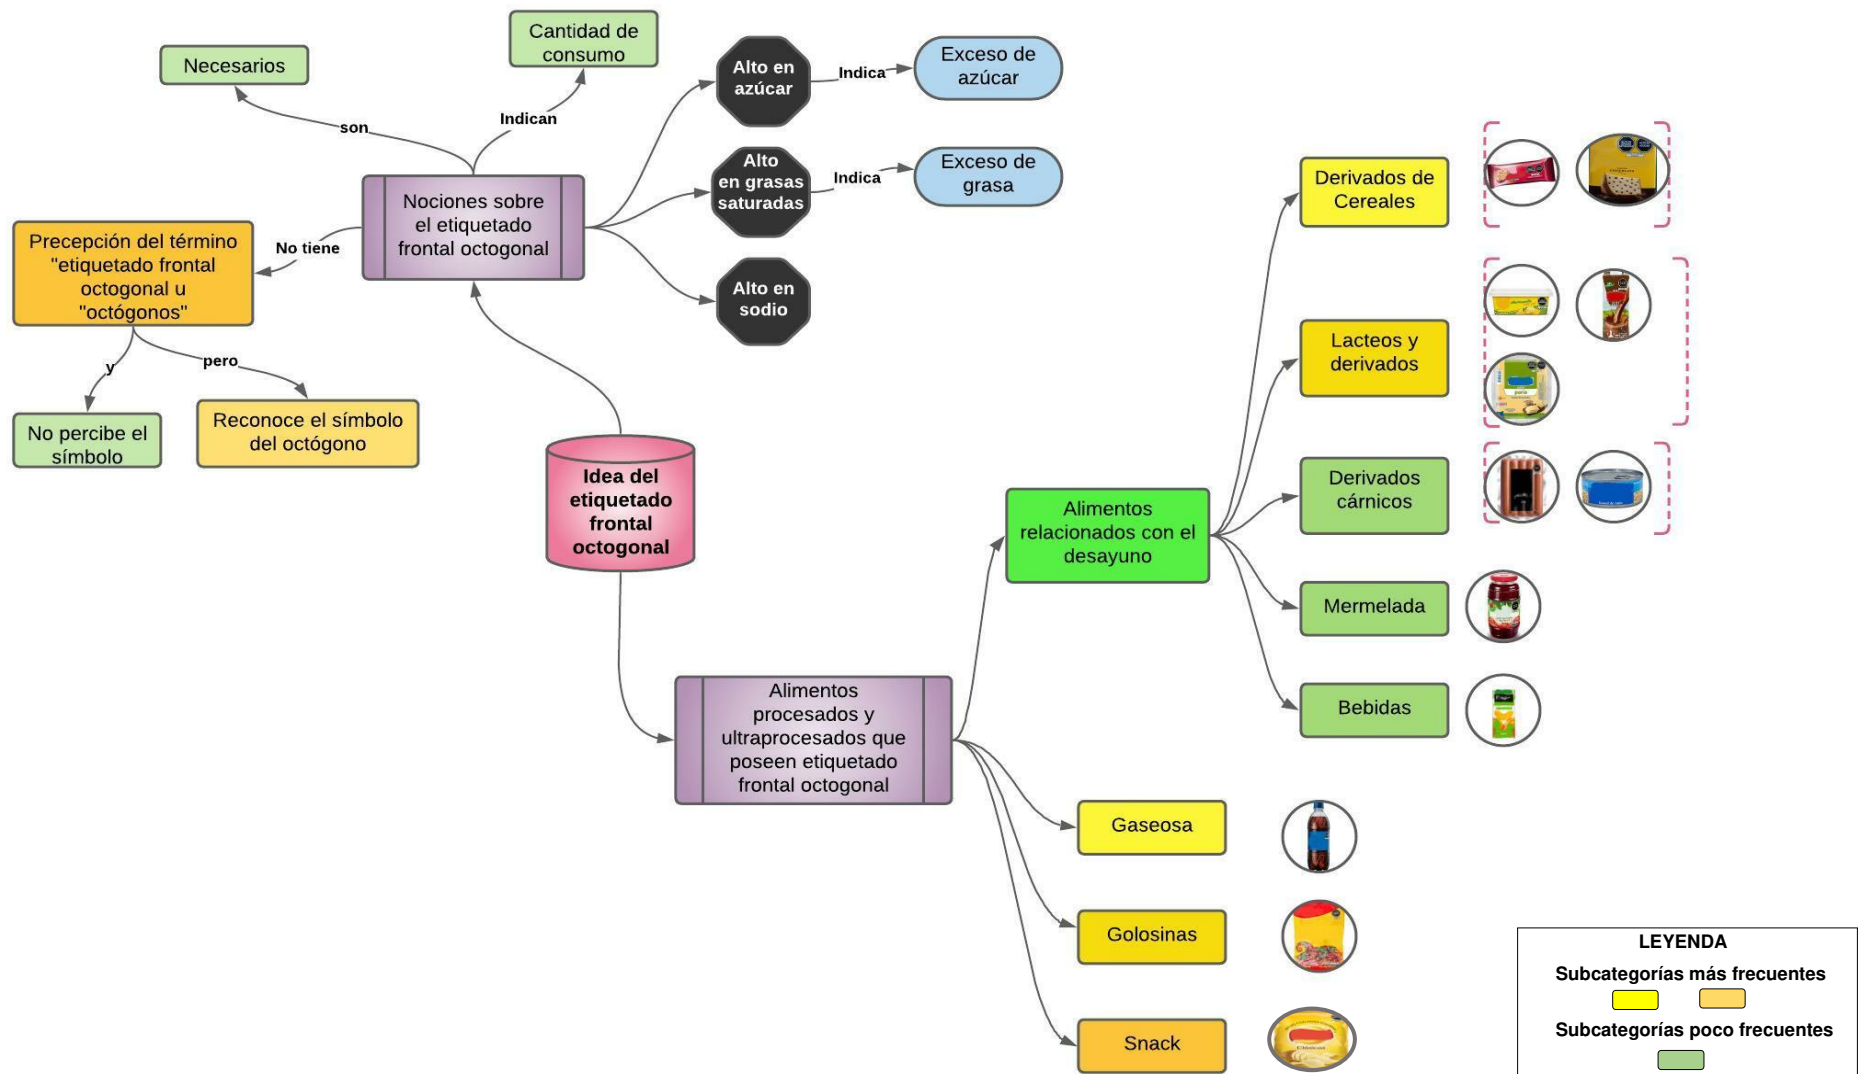 Necesarios
Cantidad de
consumo
son
Indican
Alto en
azúcar
Indica
Exceso de
azúcar
Alto
en grasas
saturadas
Indica
Exceso de
grasa
Alto en
sodio
Nociones sobre
el etiquetado
frontal octogonal
No tiene
Precepción del término
"etiquetado frontal
octogonal u
"octógonos"
y
pero
No percibe el
símbolo
Reconoce el símbolo
del octógono
Idea del
etiquetado
frontal
octogonal
Alimentos
procesados y
ultraprocesados que
poseen etiquetado
frontal octogonal
Alimentos
relacionados con el
desayuno
Derivados de
Cereales
Lacteos y
derivados
Derivados
cárnicos
Mermelada
Bebidas
Gaseosa
Golosinas
Snack
LEYENDA
Subcategorías más frecuentes
Subcategorías poco frecuentes